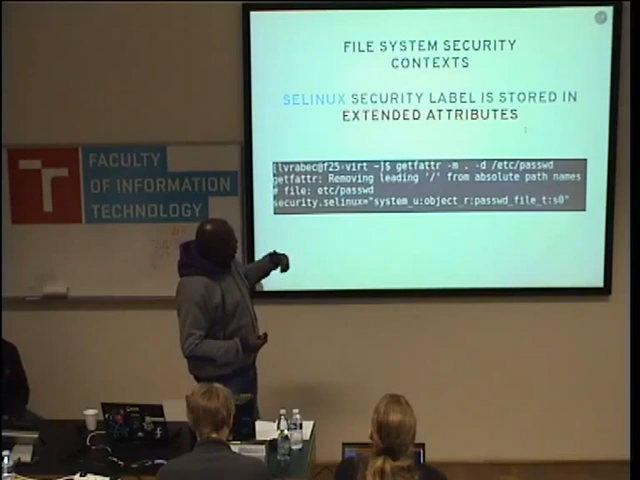 FILE SYSTEM SECURITY
CONTEXTS
SELINUX SECURITY LABEL IS STORED IN
EXTENDED ATTRIBUTES
[lvrabec@f25-virt ~]$ getfattr -m . -d /etc/passwd
getfattr: Removing leading '/' from absolute path names
# file: etc/passwd
security.selinux="system_u:object_r:passwd_file_t:s0"
T
FACULTY
OF INFORMATION
TECHNOLOGY